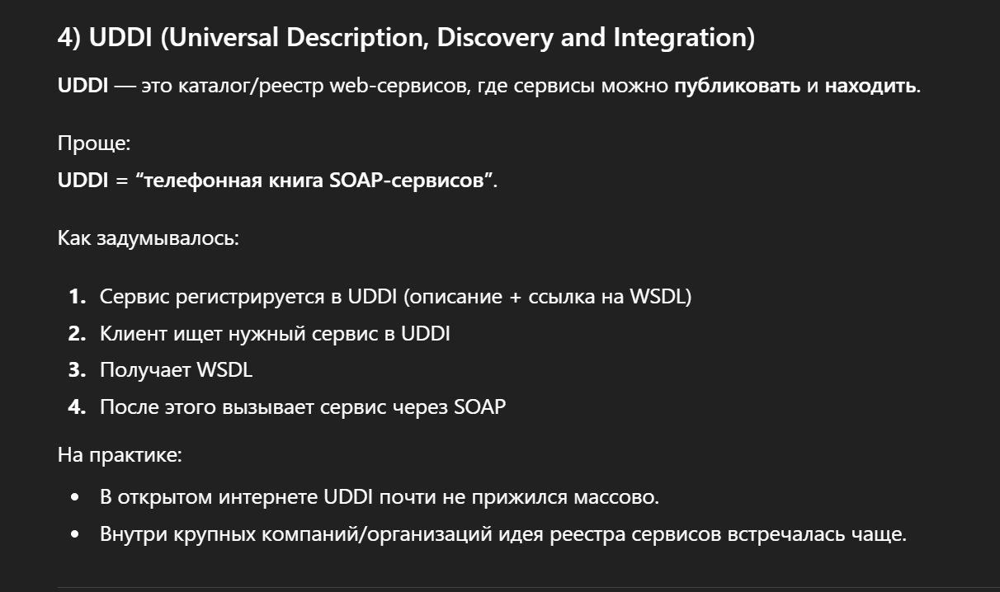 4) UDDI (Universal Description, Discovery and Integration)
UDDI — это каталог/реестр web-сервисов, где сервисы можно публиковать и находить.
Проще:
UDDI = “телефонная книга SOAP-сервисов”.
Как задумывалось:
1. Сервис регистрируется в UDDI (описание + ссылка на WSDL)
2. Клиент ищет нужный сервис в UDDI
3. Получает WSDL
4. После этого вызывает сервис через SOAP
На практике:
• В открытом интернете UDDI почти не прижился массово.
• Внутри крупных компаний/организаций идея реестра сервисов встречалась чаще.